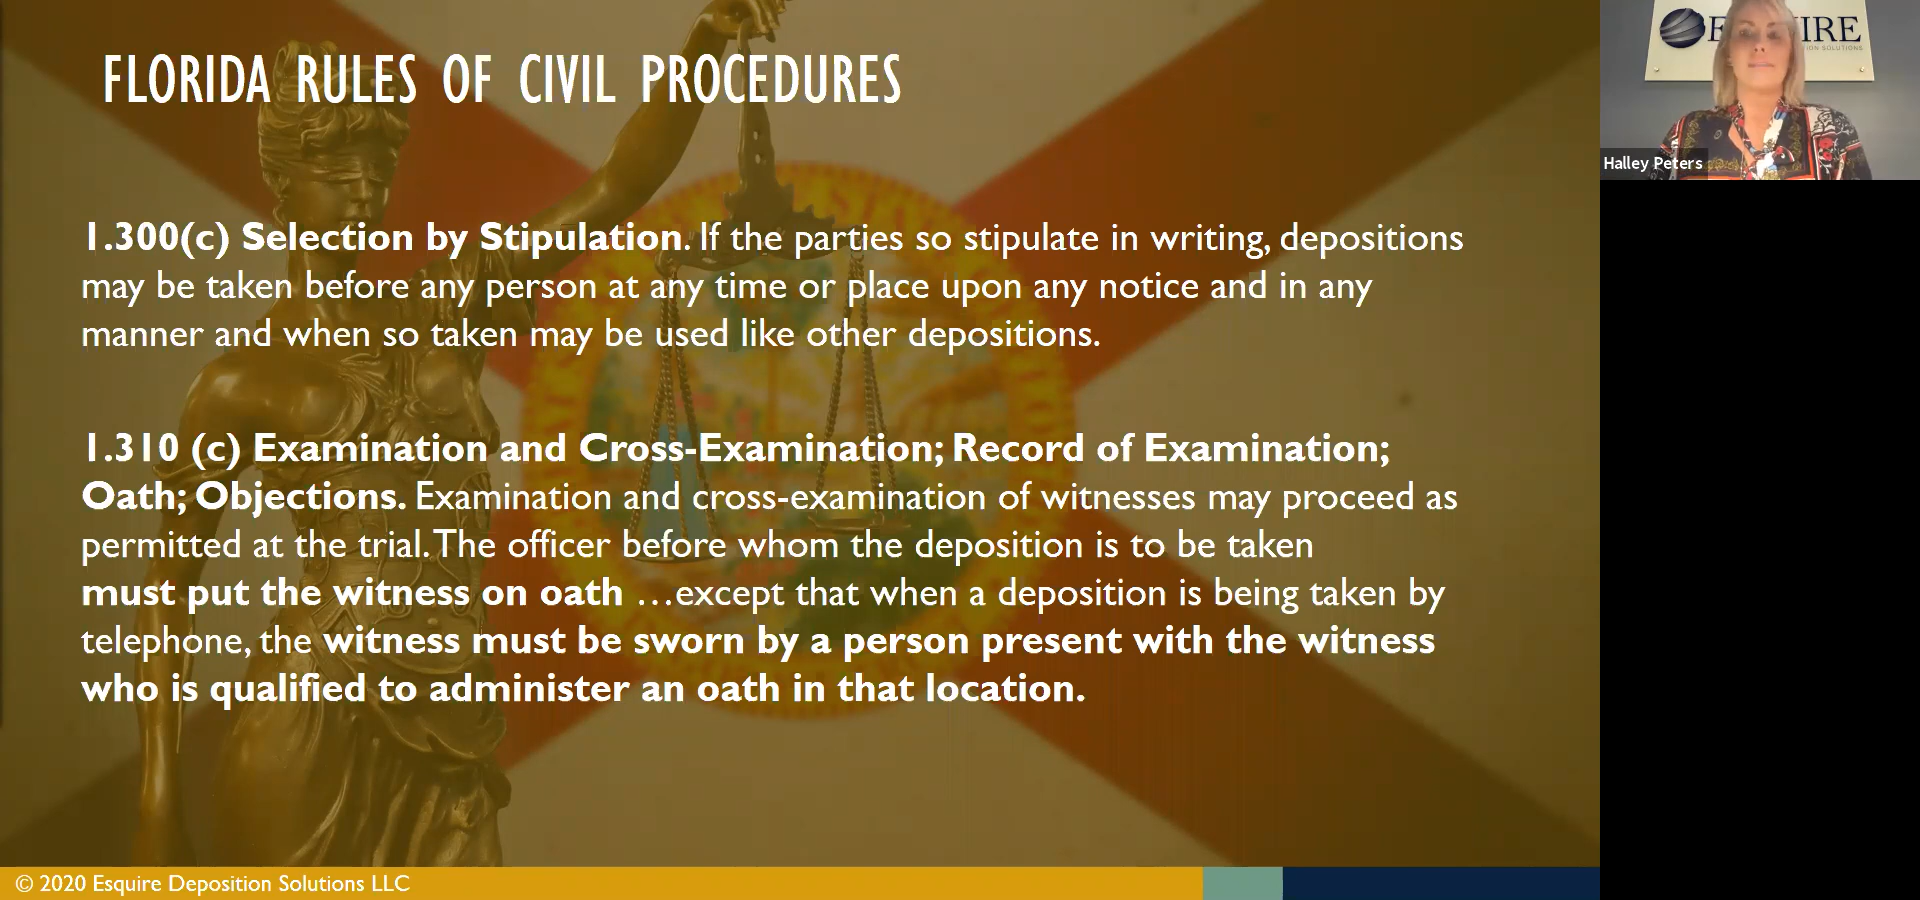 FLORIDA RULES OF CIVIL PROCEDURES
1.300(c) Selection by Stipulation. If the parties so stipulate in writing, depositions
may be taken before any person at any time or place upon any notice and in any
manner and when so taken may be used like other depositions.
1.310 (c) Examination and Cross-Examination; Record of Examination;
Oath; Objections. Examination and cross-examination of witnesses may proceed as
permitted at the trial. The officer before whom the deposition is to be taken
must put the witness on oath …except that when a deposition is being taken by
telephone, the witness must be sworn by a person present with the witness
who is qualified to administer an oath in that location.
© 2020 Esquire Deposition Solutions LLC
Halley Peters